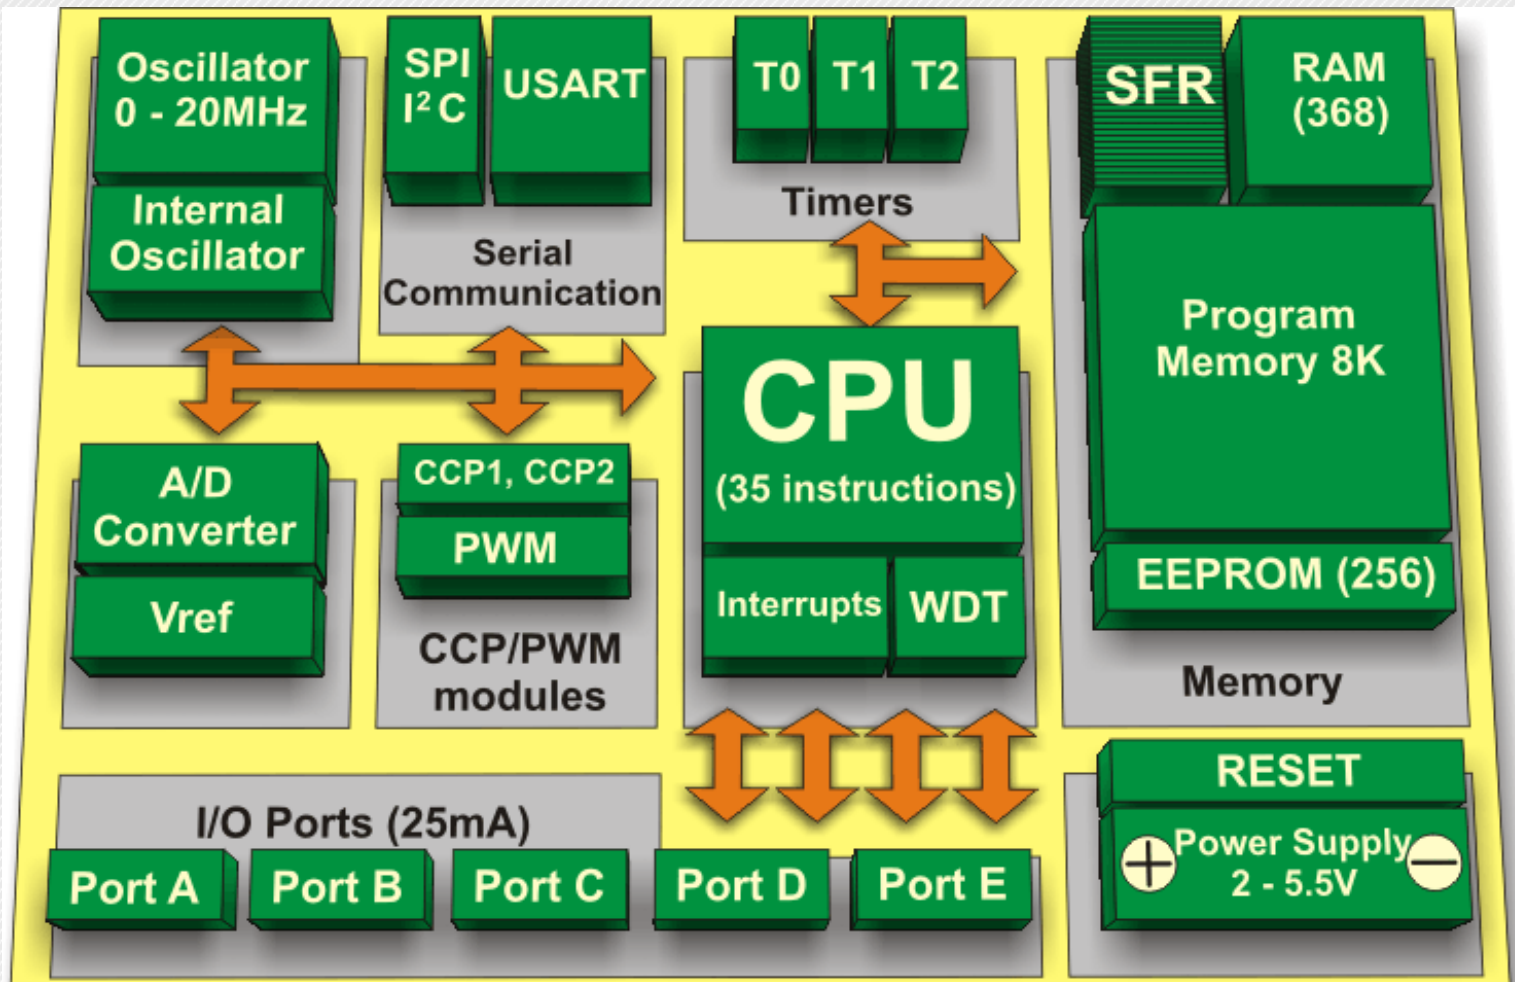 Oscillator
0 - 20MHz
Internal
Oscillator
SPI
I² C
USART
Serial
Communication
T0
T1
T2
Timers
SFR
RAM
(368)
Program
Memory 8K
EEPROM (256)
Memory
A/D
Converter
Vref
CCP1, CCP2
PWM
CCP/PWM
modules
CPU
(35 instructions)
Interrupts
WDT
I/O Ports (25mA)
Port A
Port B
Port C
Port D
Port E
RESET
Power Supply
2 - 5.5V